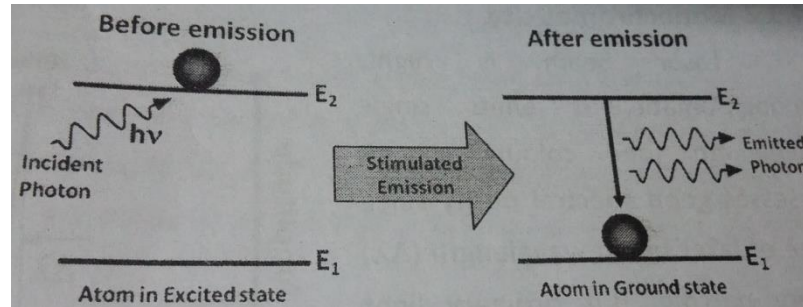 Before emission
E2
hν
Incident
Photon
E1
Atom in Excited state
Stimulated
Emission
After emission
E2
Emitted
Photon
E1
Atom in Ground state